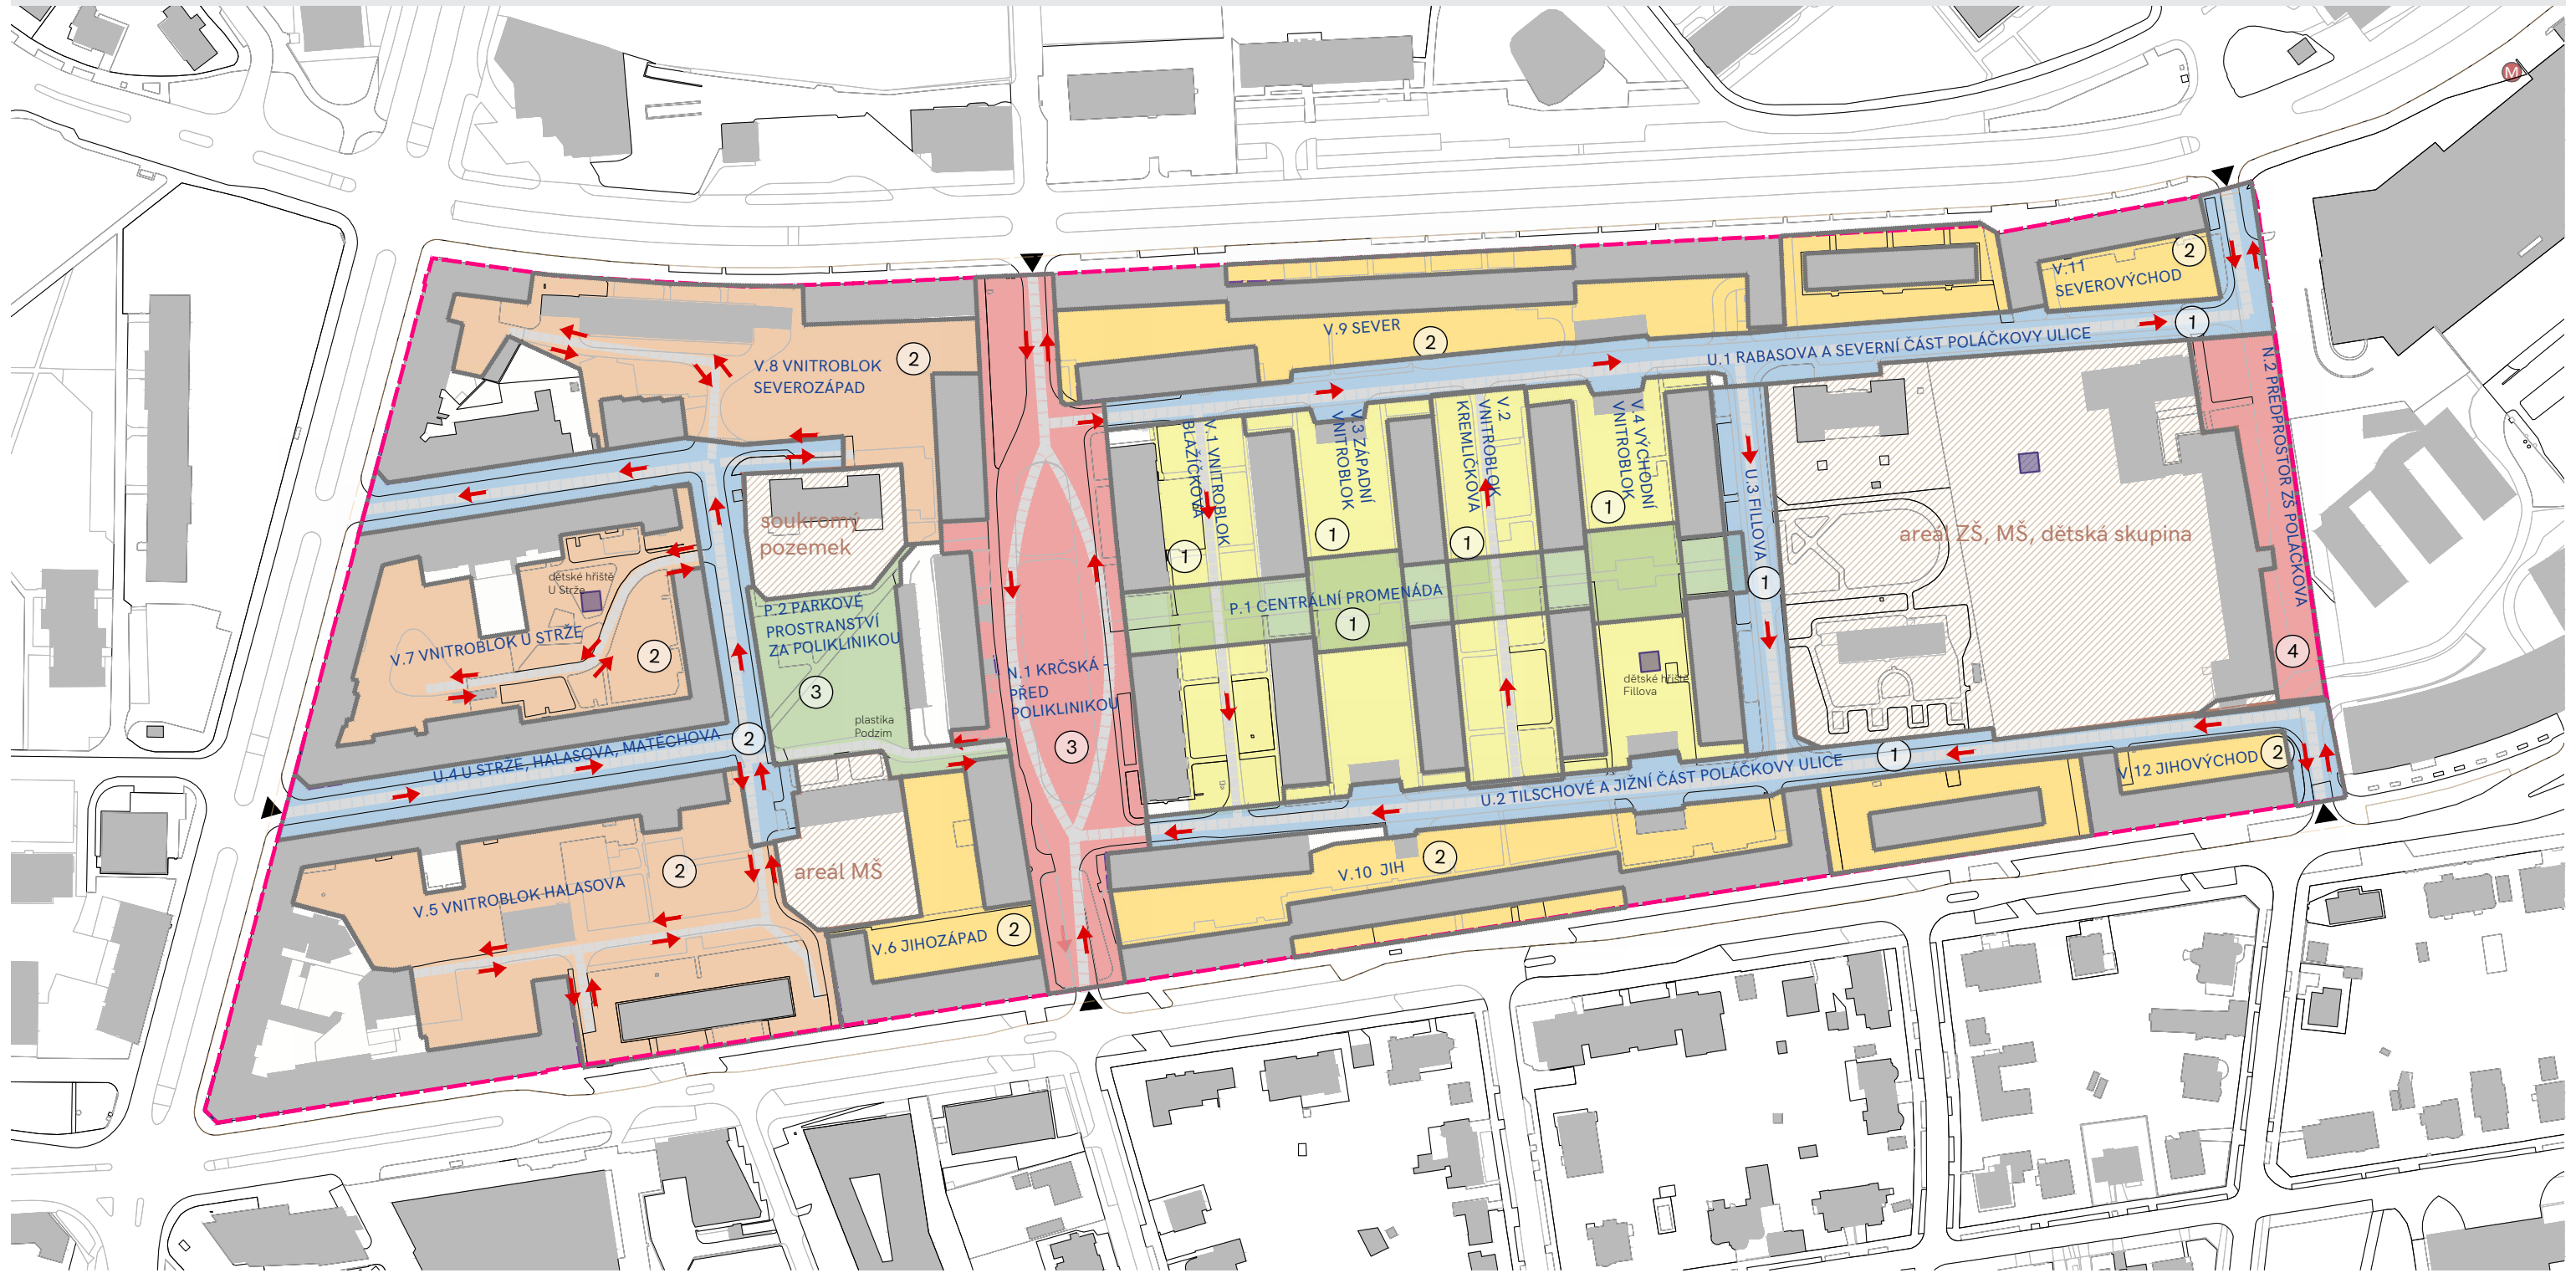 M
V.11
SEVEROVÝCHOD
2
V.9 SEVER
2
U.1 RABASOVA A SEVERNÍ ČÁST POLÁČKOVY ULICE
1
V.8 VNITROBLOK
SEVEROZÁPAD
2
N.2 PŘEDPROSTOR ZŠ POLÁČKOVA
4
V.1 VNITROBLOK
BLAŽÍČKOVA
1
V.3 ZÁPADNÍ
VNITROBLOK
1
V.2
VNITROBLOK
KREMLIČKOVA
1
V.4 VÝCHODNÍ
VNITROBLOK
1
U.3 FILLOVA
1
soukromý
pozemek
areál ZŠ, MŠ, dětská skupina
dětské hřiště
U Strže
P.2 PARKOVÉ
PROSTRANSTVÍ
ZA POLIKLINIKOU
3
P.1 CENTRÁLNÍ PROMENÁDA
1
V.7 VNITROBLOK U STRŽE
2
N.1 KRČSKÁ -
PŘED
POLIKLINIKOU
3
dětské hřiště
Fillova
plastika
Podzim
U.4 U STRŽE, HALASOVA, MATĚCHOVA
2
U.2 TILSCHOVÉ A JIŽNÍ ČÁST POLÁČKOVY ULICE
1
V.12 JIHOVÝCHOD
2
V.5 VNITROBLOK HALASOVA
2
areál MŠ
V.10 JIH
2
V.6 JIHOZÁPAD
2